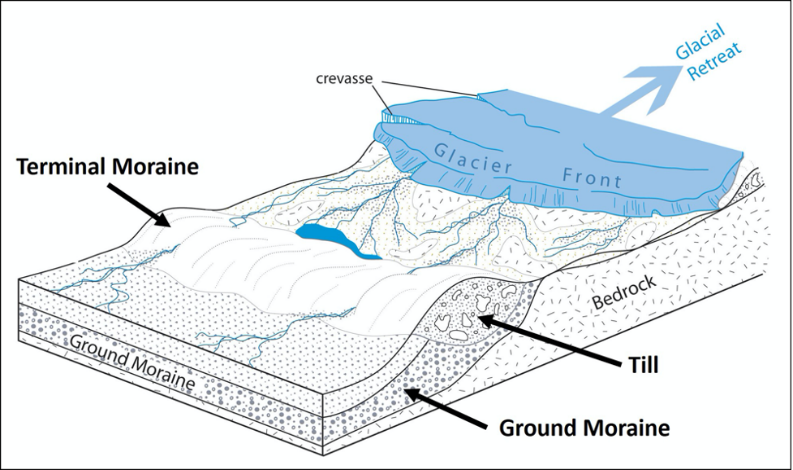 Glacial
Retreat
crevasse
Glacier Front
Terminal Moraine
Bedrock
Ground Moraine
Till
Ground Moraine